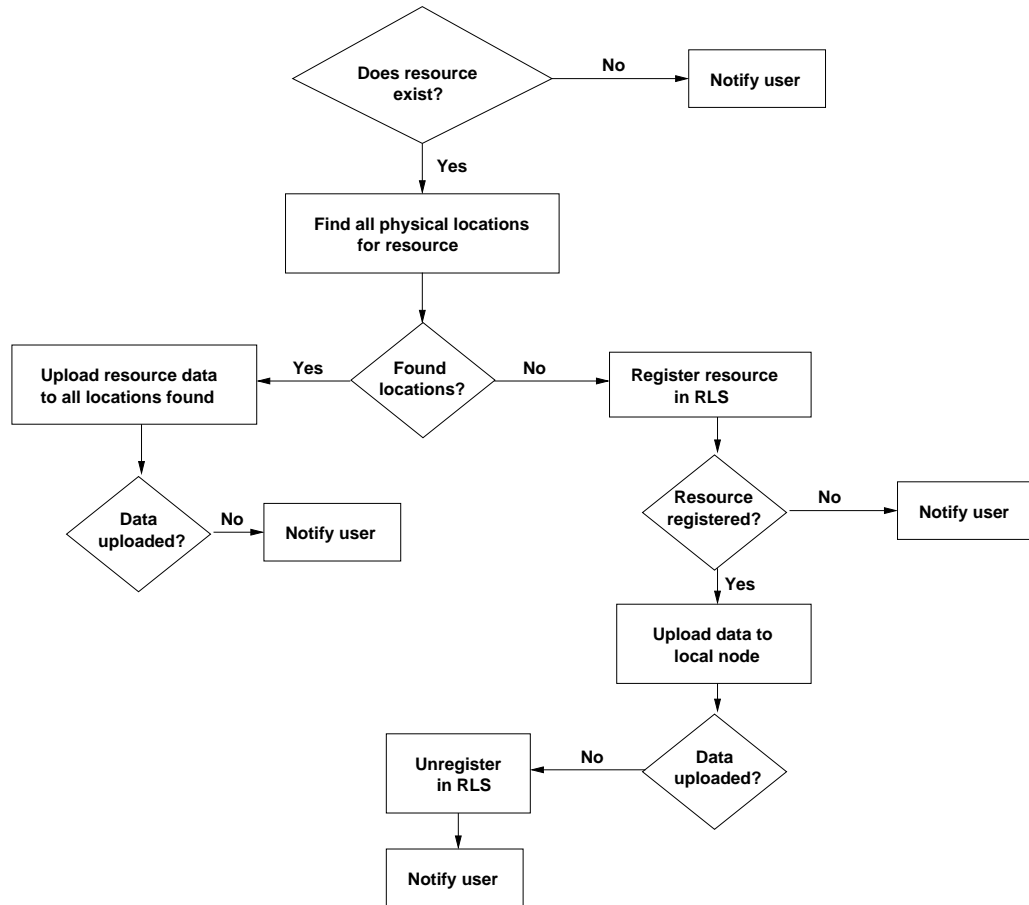 Does resource
exist?
No
Notify user
Yes
Find all physical locations
for resource
Upload resource data
to all locations found
Yes
Found
locations?
No
Register resource
in RLS
Data
uploaded?
No
Notify user
Resource
registered?
No
Notify user
Yes
Upload data to
local node
Unregister
in RLS
No
Data
uploaded?
Notify user